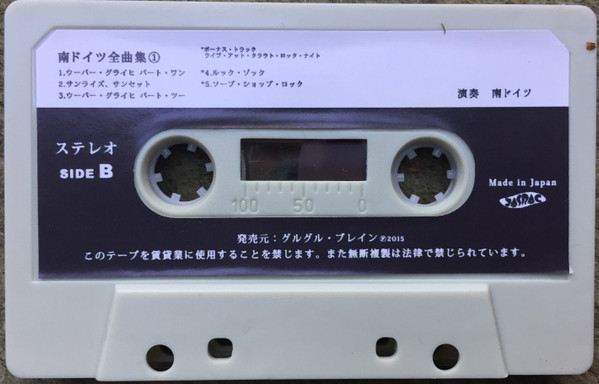 南ドイツ全曲集①
1.ウーバー・グライヒ パート・ワン
2.サンライズ、サンセット
3.ウーバー・グライヒ パート・ツー
*ボーナス・トラック
ライブ・アット・クラウト・ロック・ナイト
*4.ルック・ゾック
*5.ソープ・ショップ・ロック
演奏 南ドイツ
ステレオ
SIDE B
100 50 0
Made in Japan
発売元：グルグル・ブレイン℗2015
このテープを賃貸業に使用することを禁じます。また無断複製は法律で禁じられています。